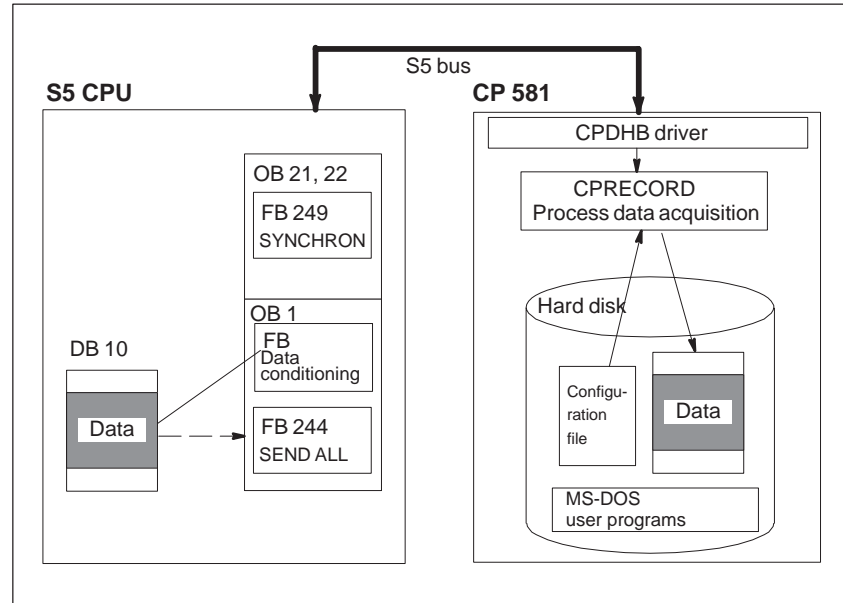 S5 bus
S5 CPU
CP 581
CPDHB driver
OB 21, 22
FB 249
SYNCHRON
CPRECORD
Process data acquisition
Hard disk
OB 1
FB
Data
conditioning
DB 10
Data
FB 244
SEND ALL
Configu-
ration
file
Data
MS-DOS
user programs